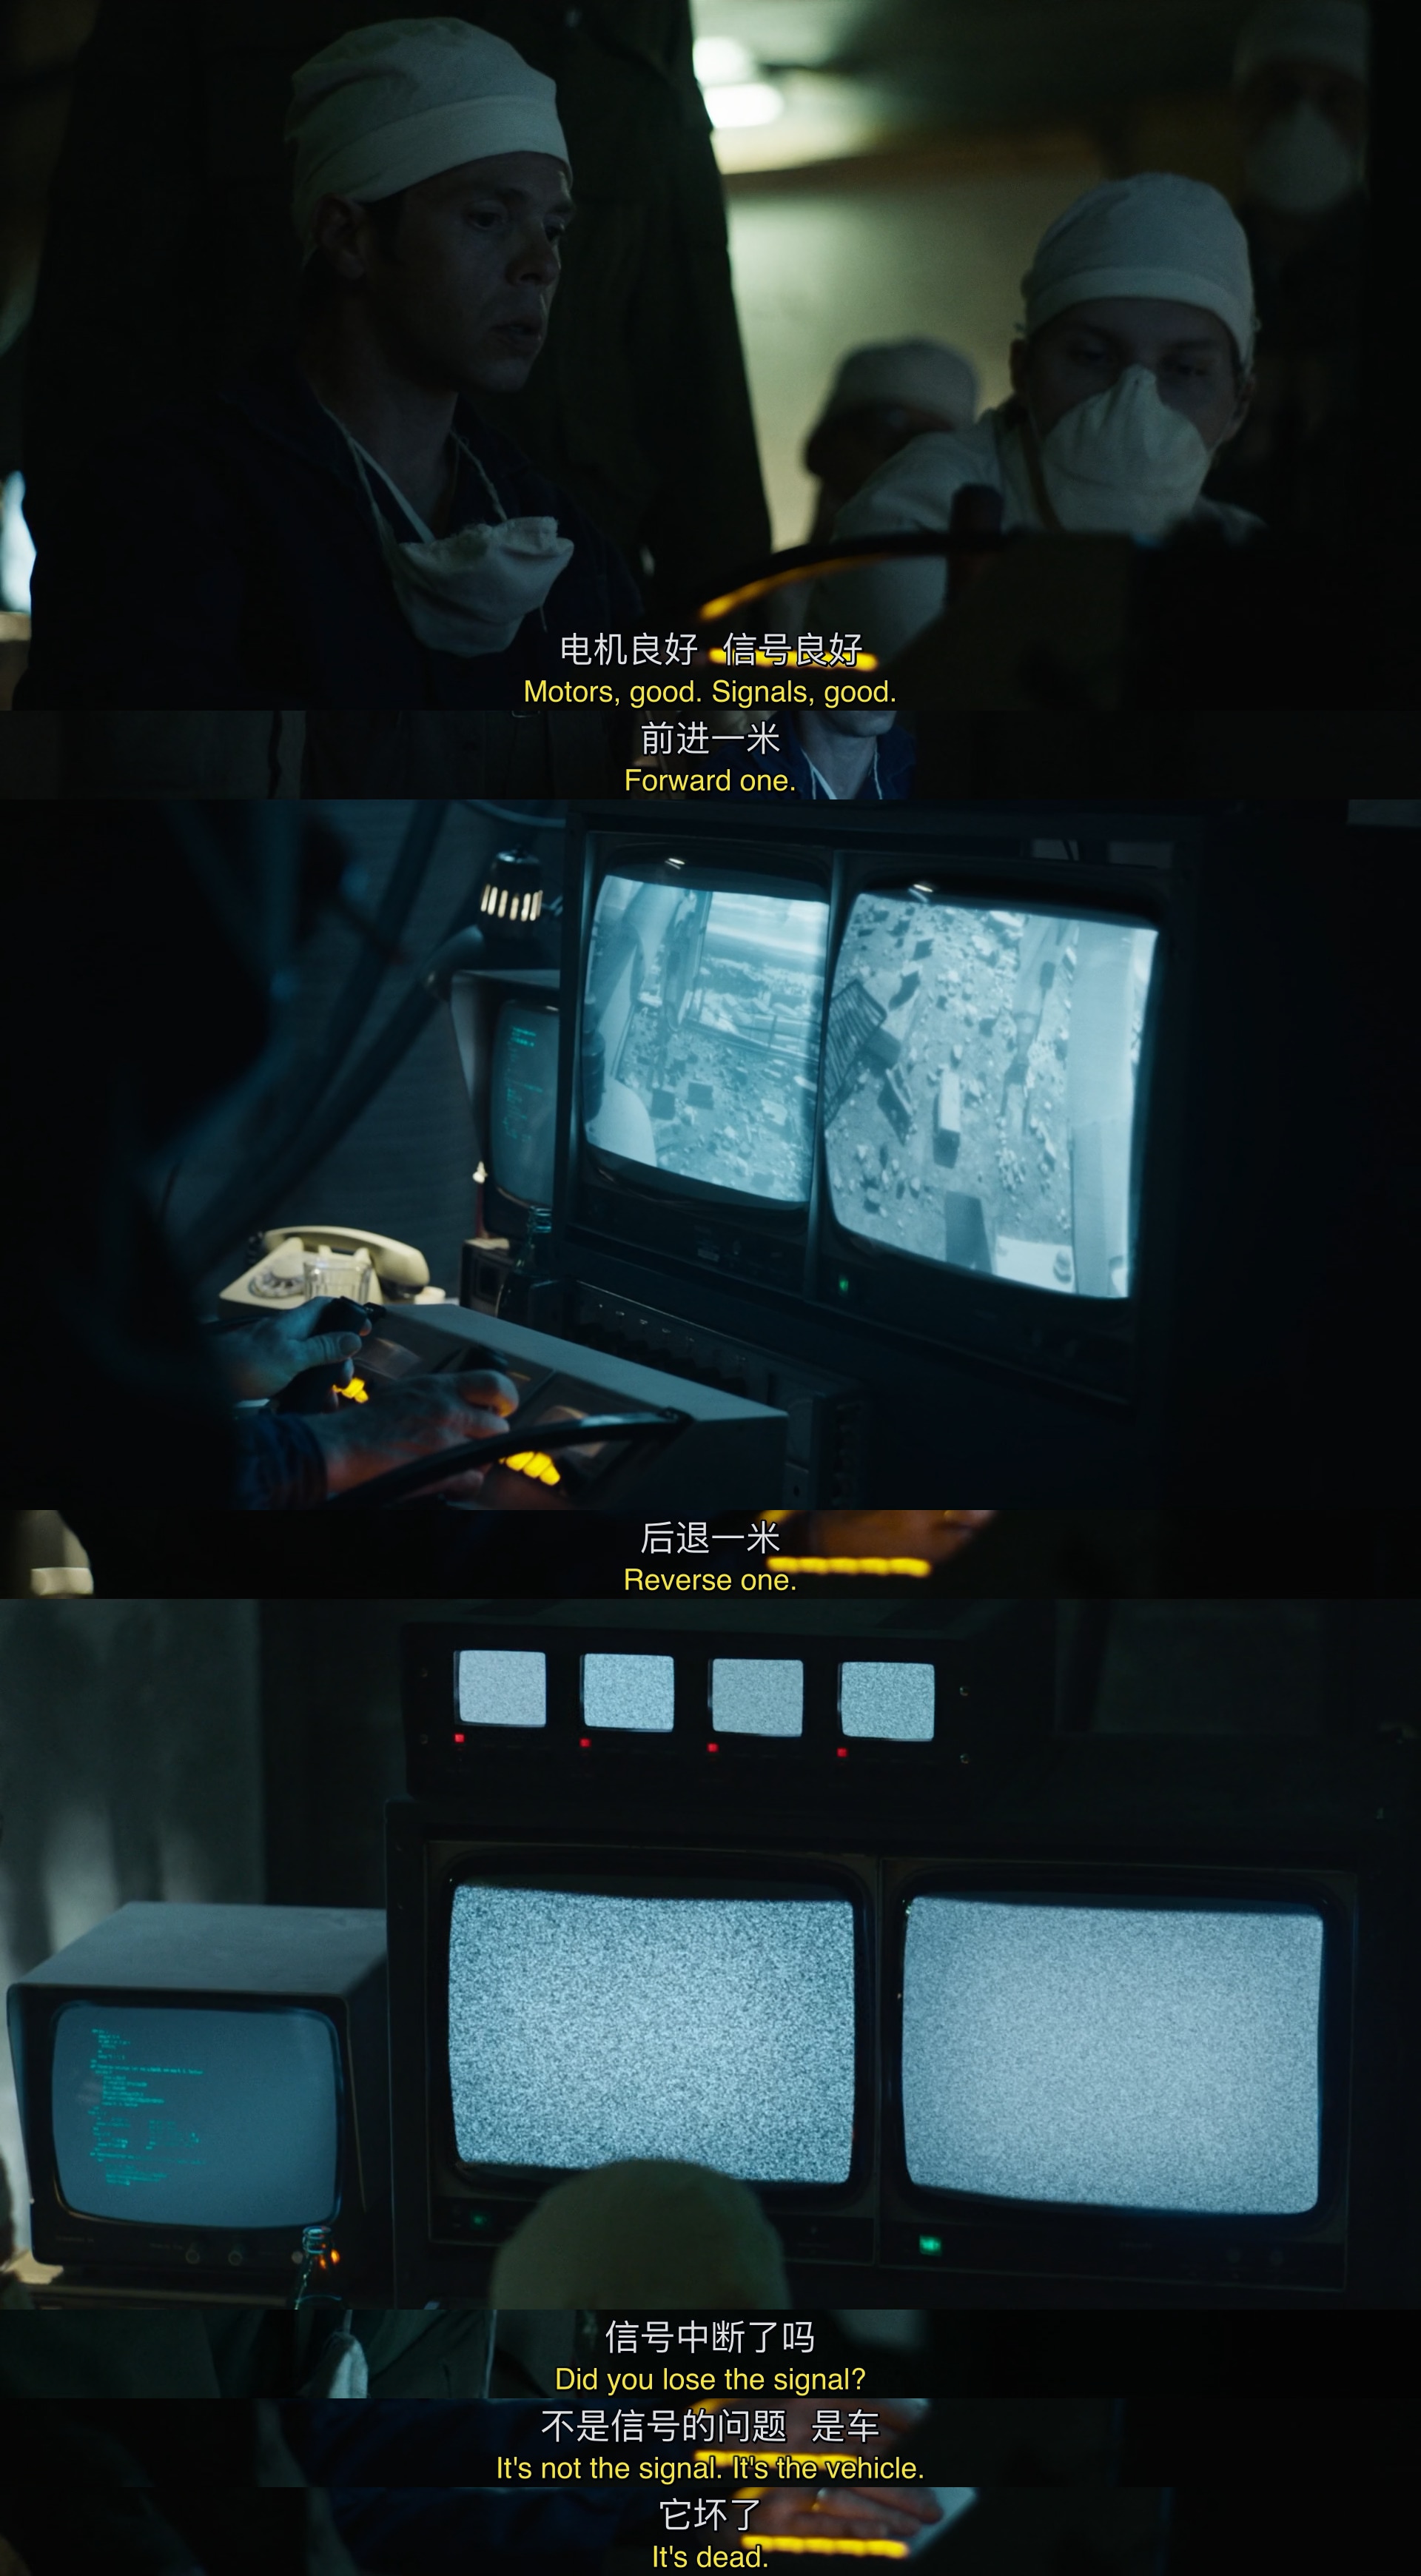 电机良好 信号良好
Motors, good. Signals, good.
前进一米
Forward one.
后退一米
Reverse one.
信号中断了吗
Did you lose the signal?
不是信号的问题 是车
It's not the signal. It's the vehicle.
它坏了
It's dead.